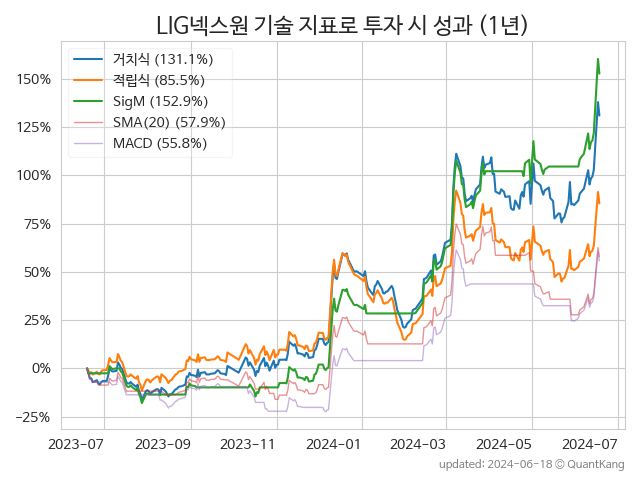 LIG넥스원 기술 지표로 투자 시 성과 (1년)
거치식 (131.1%)
적립식 (85.5%)
SigM (152.9%)
SMA(20) (57.9%)
MACD (55.8%)
150%
125%
100%
75%
50%
25%
0%
−25%
2023-07 2023-09 2023-11 2024-01 2024-03 2024-05 2024-07
updated: 2024-06-18 © QuantKang